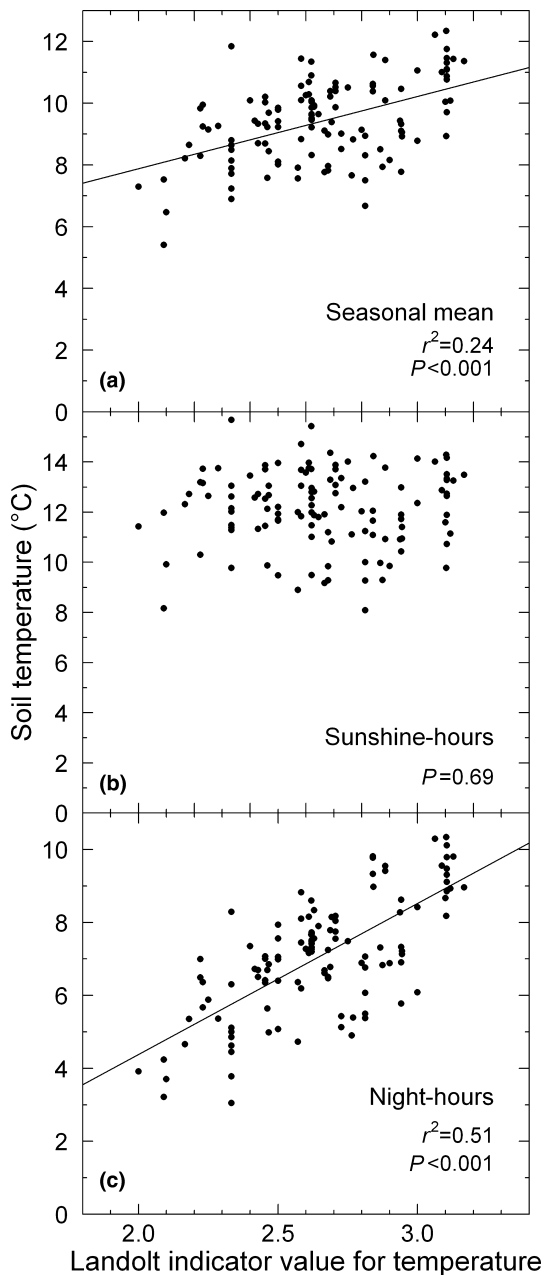 12
10
8
6
4
2
0
Seasonal mean
r²=0.24
P<0.001
(a)
14
12
10
8
6
4
2
0
Sunshine-hours
P=0.69
(b)
Soil temperature (°C)
10
8
6
4
2
0
Night-hours
r²=0.51
P<0.001
(c)
2.0 2.5 3.0
Landolt indicator value for temperature